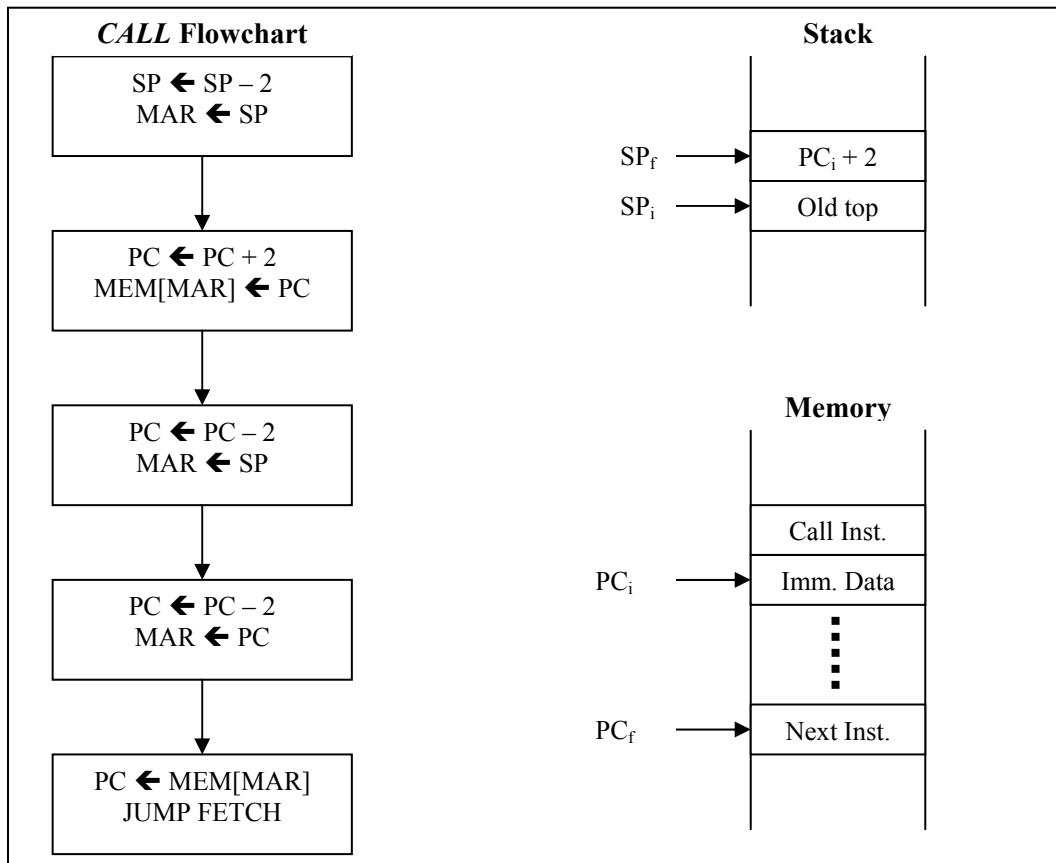 CALL Flowchart
SP 🡸 SP – 2
MAR 🡸 SP
PC 🡸 PC + 2
MEM[MAR] 🡸 PC
PC 🡸 PC – 2
MAR 🡸 SP
PC 🡸 PC – 2
MAR 🡸 PC
PC 🡸 MEM[MAR]
JUMP FETCH
Stack
SPf
PCi + 2
SPi
Old top
Memory
Call Inst.
PCi
Imm. Data
PCf
Next Inst.